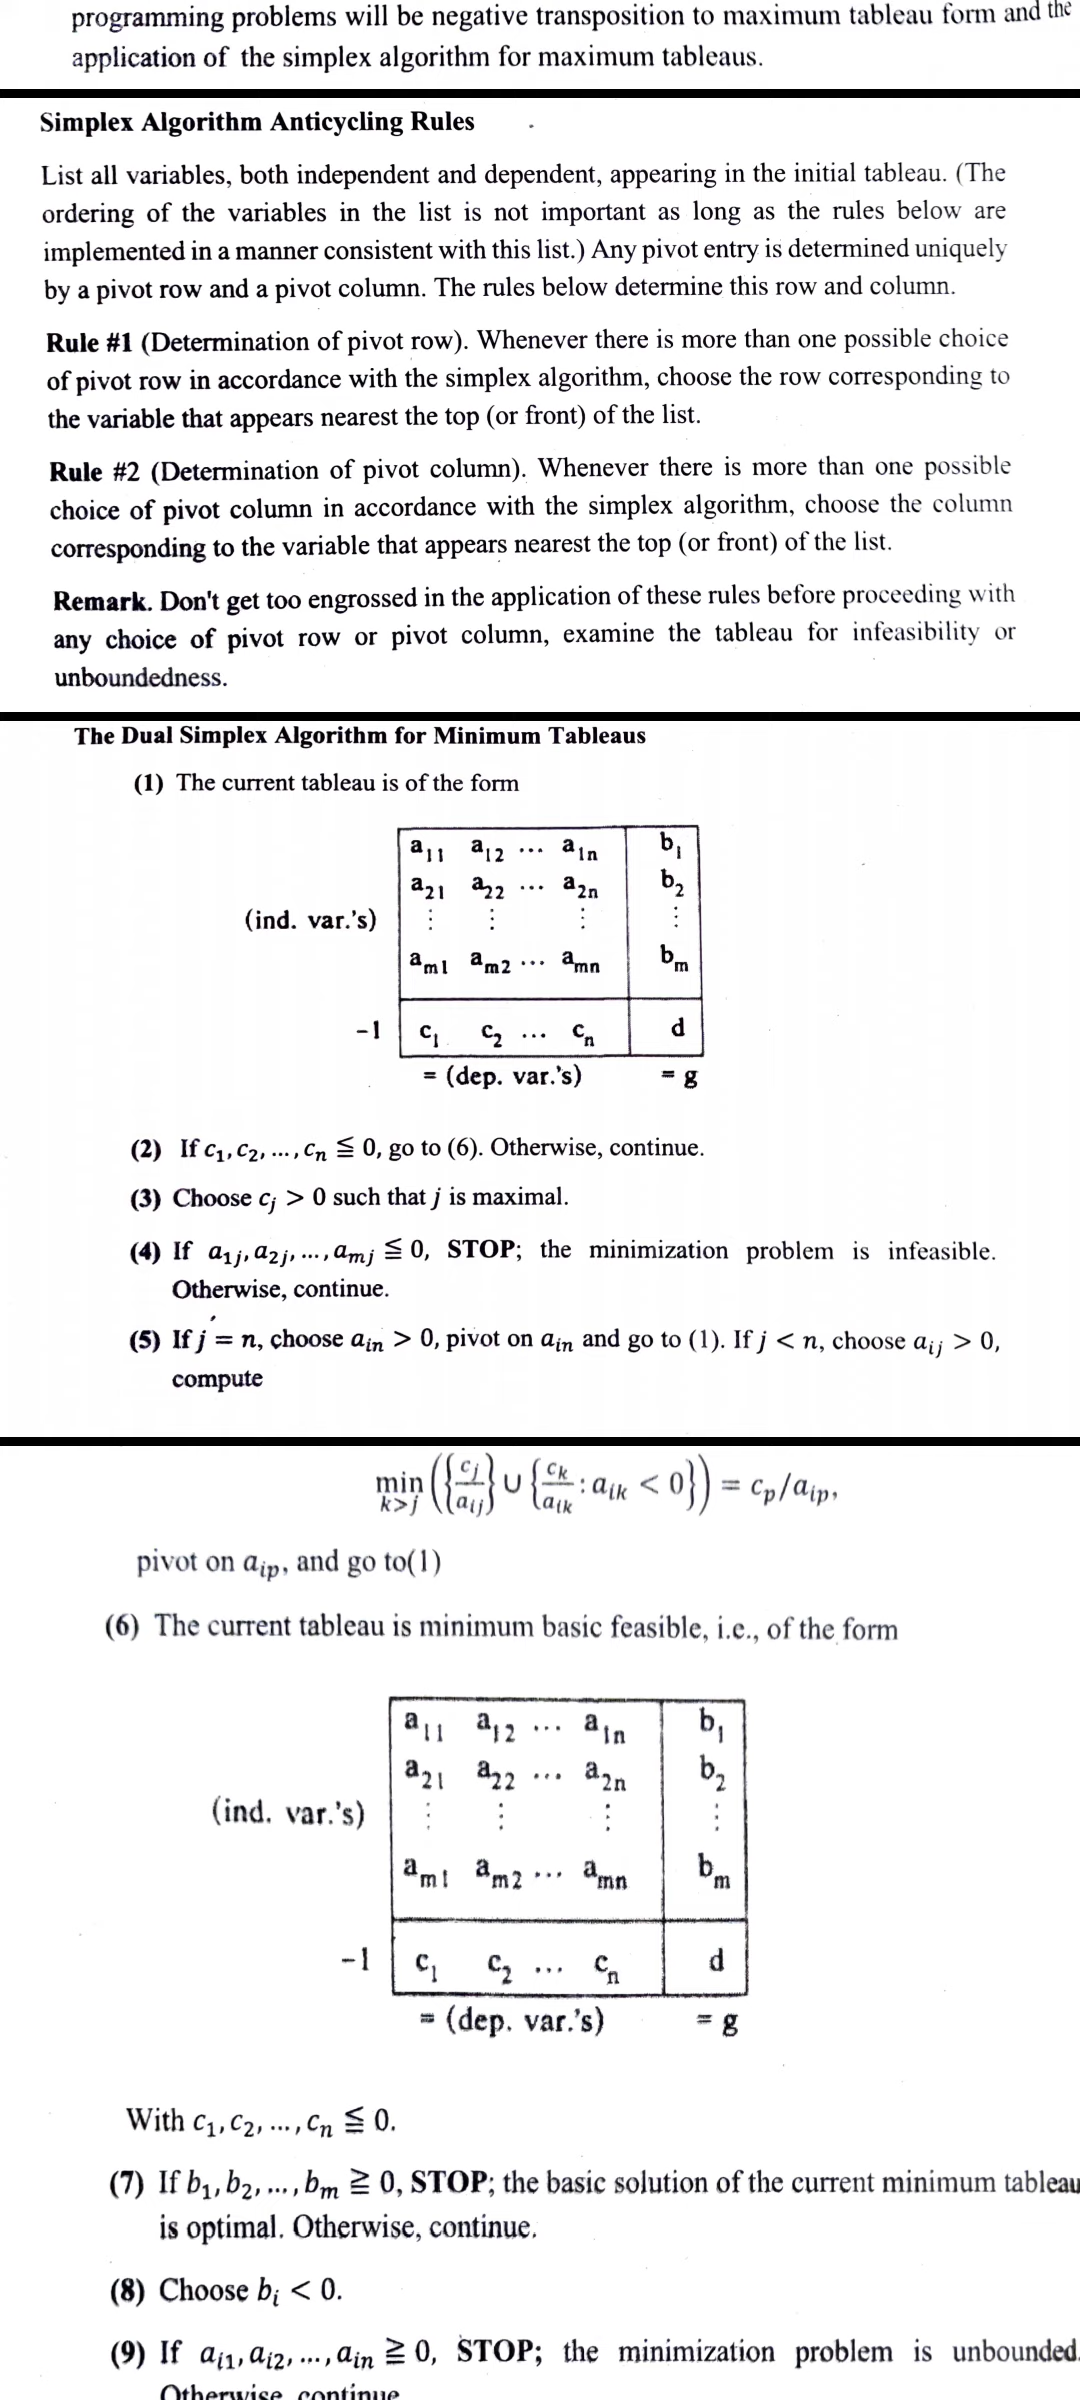 programming problems will be negative transposition to maximum tableau form and the
application of the simplex algorithm for maximum tableaus.
Simplex Algorithm Anticycling Rules
List all variables, both independent and dependent, appearing in the initial tableau. (The
ordering of the variables in the list is not important as long as the rules below are
implemented in a manner consistent with this list.) Any pivot entry is determined uniquely
by a pivot row and a pivot column. The rules below determine this row and column.
Rule #1 (Determination of pivot row). Whenever there is more than one possible choice
of pivot row in accordance with the simplex algorithm, choose the row corresponding to
the variable that appears nearest the top (or front) of the list.
Rule #2 (Determination of pivot column). Whenever there is more than one possible
choice of pivot column in accordance with the simplex algorithm, choose the column
corresponding to the variable that appears nearest the top (or front) of the list.
Remark. Don't get too engrossed in the application of these rules before proceeding with
any choice of pivot row or pivot column, examine the tableau for infeasibility or
unboundedness.
The Dual Simplex Algorithm for Minimum Tableaus
(1) The current tableau is of the form
a₁₁ a₁₂ ... a₁ₙ b₁
a₂₁ a₂₂ ... a₂ₙ b₂
(ind. var.'s) ⋮ ⋮ ⋮ ⋮
aₘ₁ aₘ₂ ... aₘₙ bₘ
-1 c₁ c₂ ... cₙ d
= (dep. var.'s) = g
(2) If c₁, c₂, ..., cₙ ≦ 0, go to (6). Otherwise, continue.
(3) Choose cⱼ > 0 such that j is maximal.
(4) If a₁ⱼ, a₂ⱼ, ..., aₘⱼ ≦ 0, STOP; the minimization problem is infeasible.
Otherwise, continue.
(5) If j = n, choose aᵢₙ > 0, pivot on aᵢₙ and go to (1). If j < n, choose aᵢⱼ > 0,
compute
min k>j ({cⱼ/aᵢⱼ} ∪ {cₖ/aᵢₖ : aᵢₖ < 0}) = cₚ/aᵢₚ,
pivot on aᵢₚ, and go to(1)
(6) The current tableau is minimum basic feasible, i.e., of the form
a₁₁ a₁₂ ... a₁ₙ b₁
a₂₁ a₂₂ ... a₂ₙ b₂
(ind. var.'s) ⋮ ⋮ ⋮ ⋮
aₘ₁ aₘ₂ ... aₘₙ bₘ
-1 c₁ c₂ ... cₙ d
= (dep. var.'s) = g
With c₁, c₂, ..., cₙ ≦ 0.
(7) If b₁, b₂, ..., bₘ ≧ 0, STOP; the basic solution of the current minimum tableau
is optimal. Otherwise, continue.
(8) Choose bᵢ < 0.
(9) If aᵢ₁, aᵢ₂, ..., aᵢₙ ≧ 0, STOP; the minimization problem is unbounded.
Otherwise continue